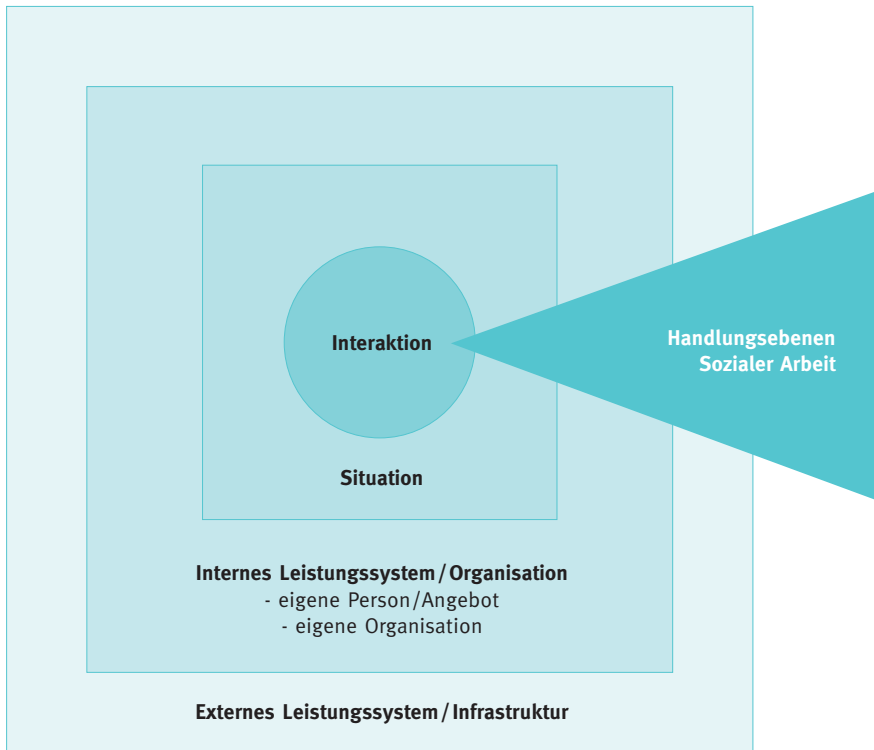 Interaktion
Handlungsebenen
Sozialer Arbeit
Situation
Internes Leistungssystem/Organisation
- eigene Person/Angebot
- eigene Organisation
Externes Leistungssystem/Infrastruktur